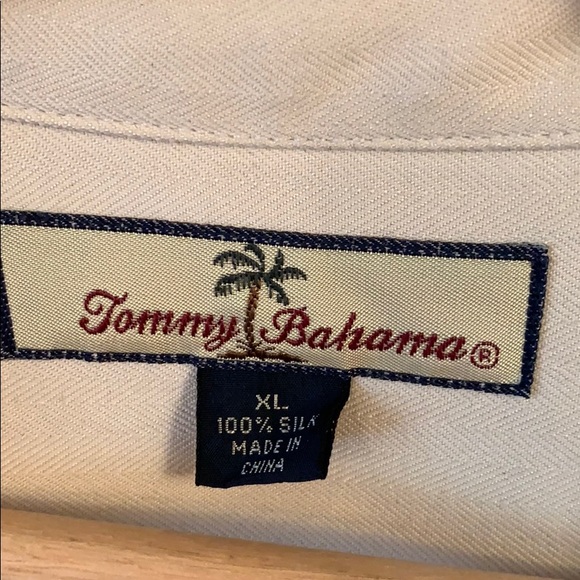 Tommy Bahama®
XL
100% SILK
MADE IN
CHINA